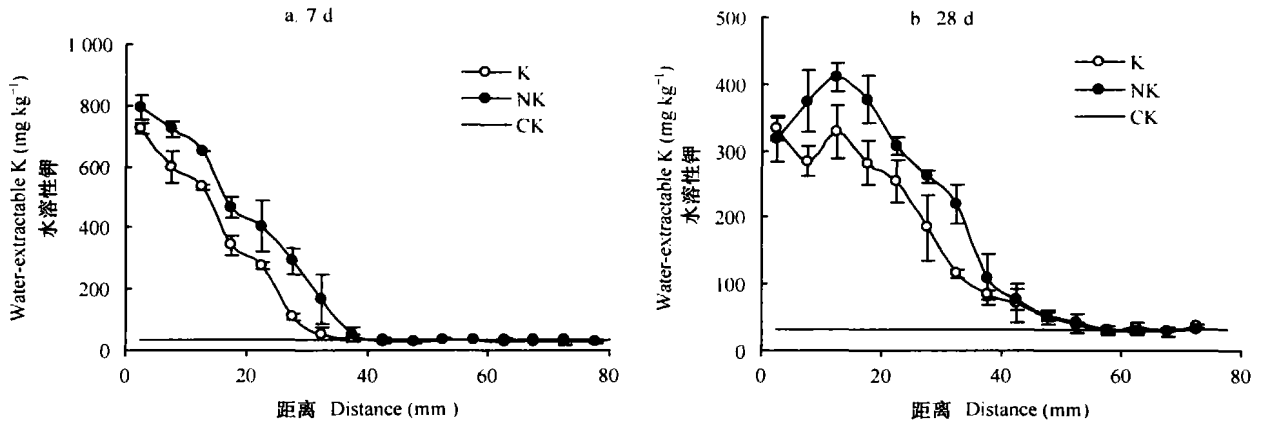 a. 7 d
1 000
800
600
400
200
0
0 20 40 60 80
K
NK
CK
Water-extractable K (mg kg⁻¹)
水溶性钾
距离 Distance (mm)
b 28 d
500
400
300
200
100
0
0 20 40 60 80
K
NK
CK
Water-extractable K (mg kg⁻¹)
水溶性钾
距离 Distance (mm)